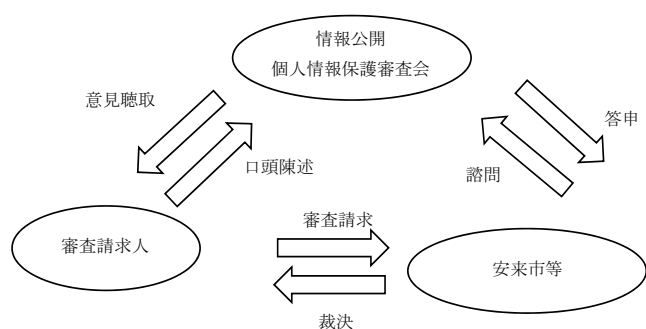 情報公開
個人情報保護審査会
意見聴取
口頭陳述
答申
諮問
審査請求人
審査請求
安来市等
裁決